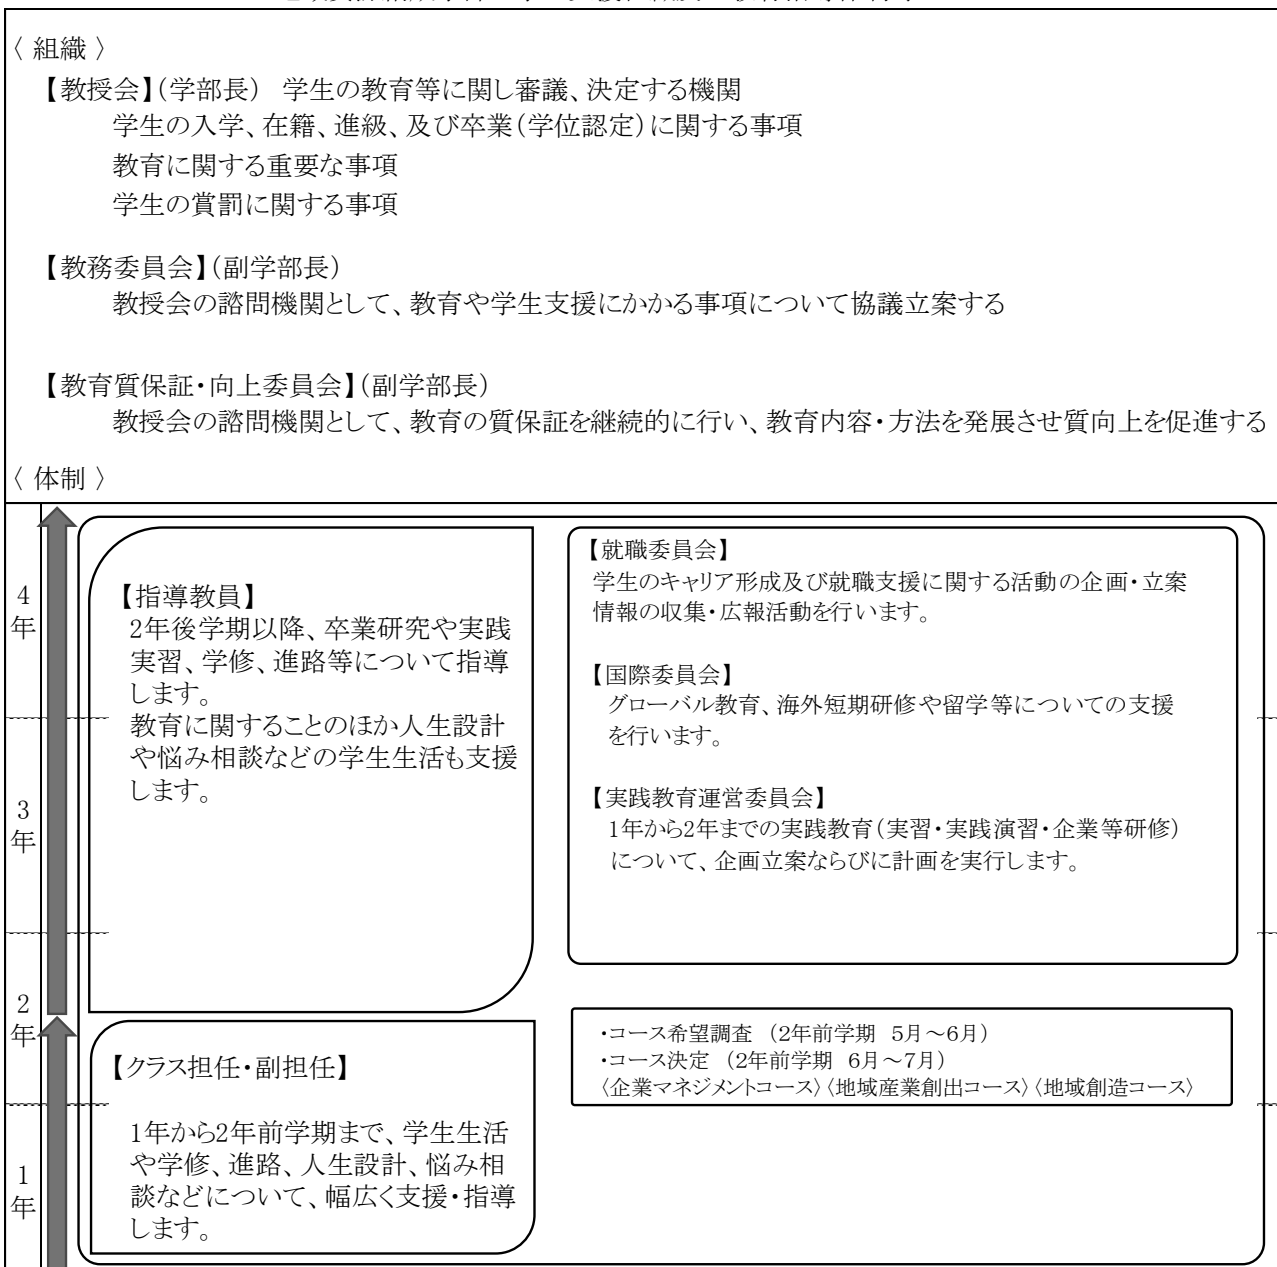 〈 組織 〉
【教授会】(学部長) 学生の教育等に関し審議、決定する機関
学生の入学、在籍、進級、及び卒業(学位認定)に関する事項
教育に関する重要な事項
学生の賞罰に関する事項
【教務委員会】(副学部長)
教授会の諮問機関として、教育や学生支援にかかる事項について協議立案する
【教育質保証・向上委員会】(副学部長)
教授会の諮問機関として、教育の質保証を継続的に行い、教育内容・方法を発展させ質向上を促進する
〈 体制 〉
4
年
【指導教員】
2年後学期以降、卒業研究や実践
実習、学修、進路等について指導
します。
教育に関することのほか人生設計
や悩み相談などの学生生活も支援
します。
【就職委員会】
学生のキャリア形成及び就職支援に関する活動の企画・立案
情報の収集・広報活動を行います。
【国際委員会】
グローバル教育、海外短期研修や留学等についての支援
を行います。
【実践教育運営委員会】
1年から2年までの実践教育(実習・実践演習・企業等研修)
について、企画立案ならびに計画を実行します。
3
年
2
年
・コース希望調査 (2年前学期 5月～6月)
・コース決定 (2年前学期 6月～7月)
〈企業マネジメントコース〉〈地域産業創出コース〉〈地域創造コース〉
【クラス担任・副担任】
1年から2年前学期まで、学生生活
や学修、進路、人生設計、悩み相
談などについて、幅広く支援・指導
します。
1
年